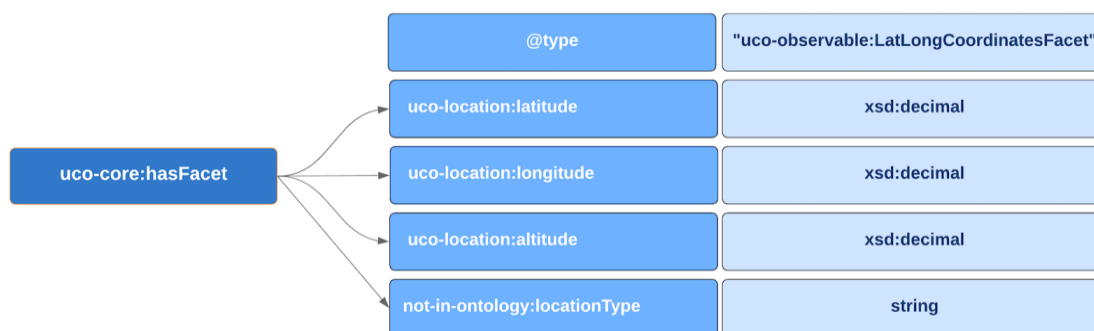 @type
"uco-observable:LatLongCoordinatesFacet"
uco-location:latitude
xsd:decimal
uco-core:hasFacet
uco-location:longitude
xsd:decimal
uco-location:altitude
xsd:decimal
not-in-ontology:locationType
string